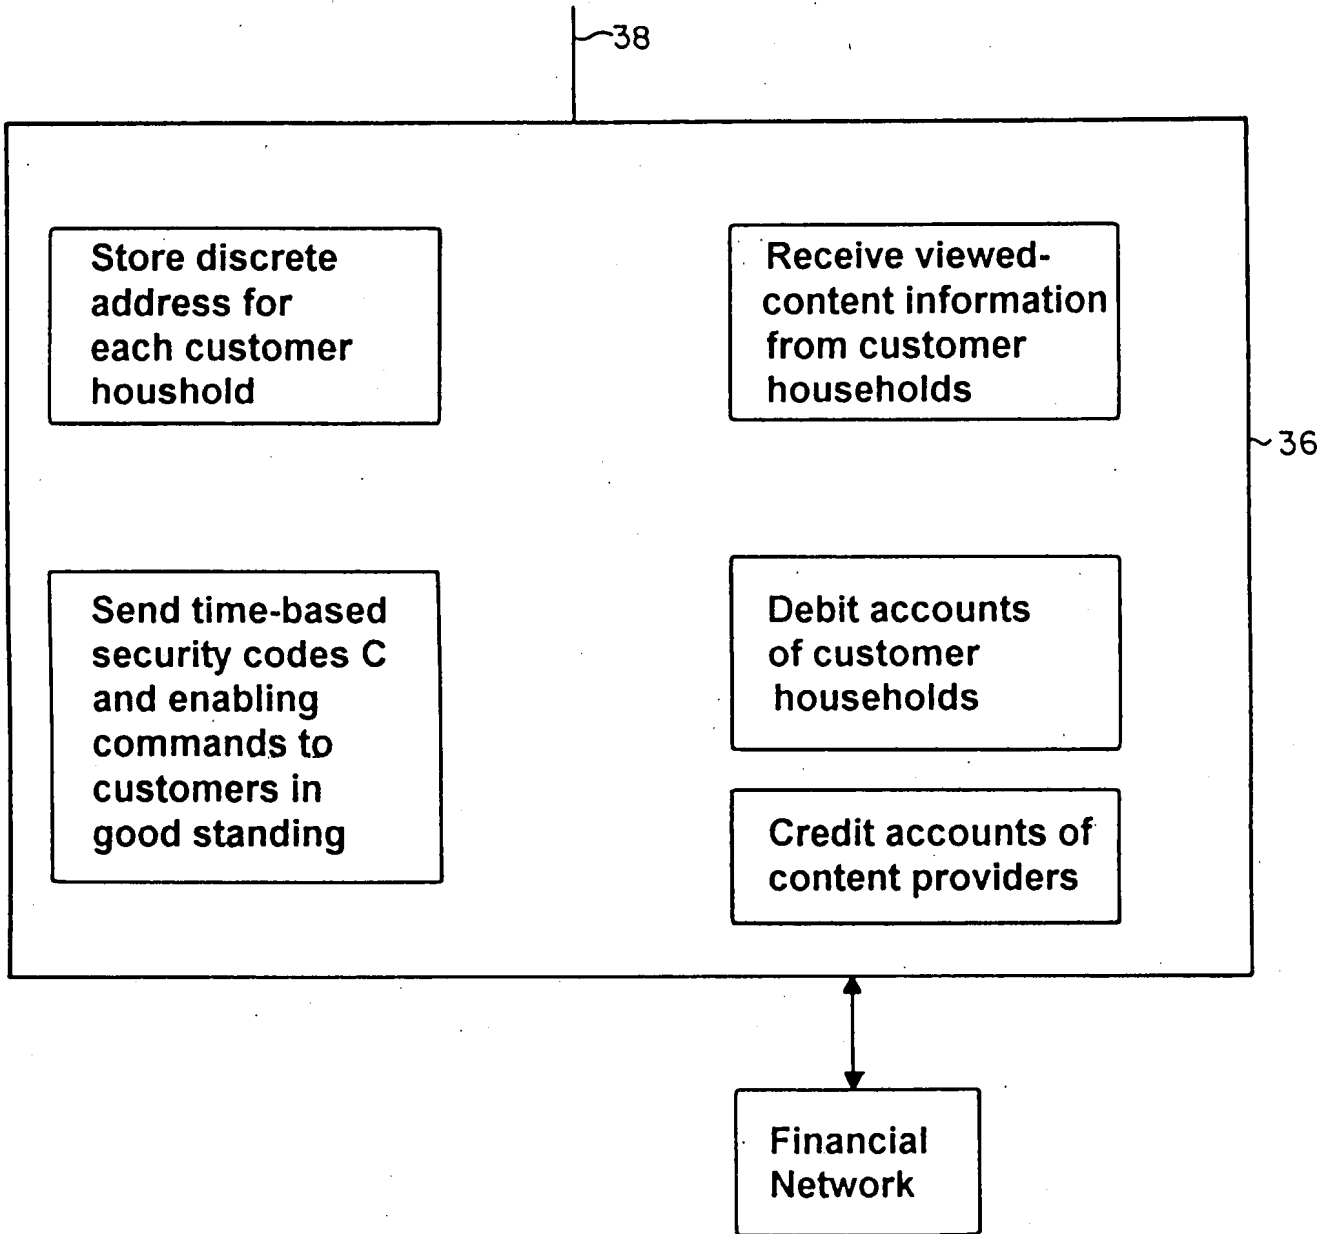 38
Store discrete
address for
each customer
houshold
Receive viewed-
content information
from customer
households
36
Send time-based
security codes C
and enabling
commands to
customers in
good standing
Debit accounts
of customer
households
Credit accounts of
content providers
Financial
Network